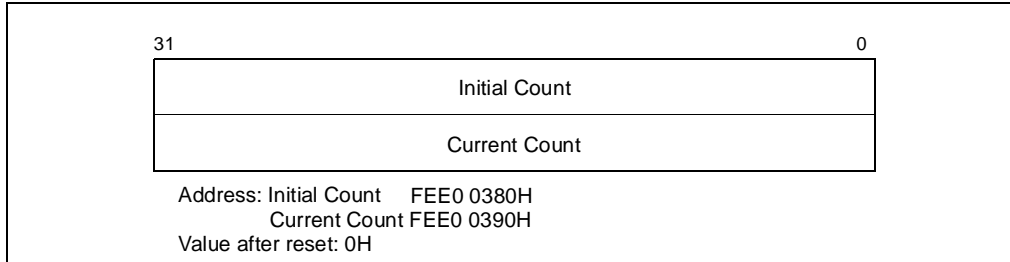 31 0
Initial Count
Current Count
Address: Initial Count FEE0 0380H
Current Count FEE0 0390H
Value after reset: 0H